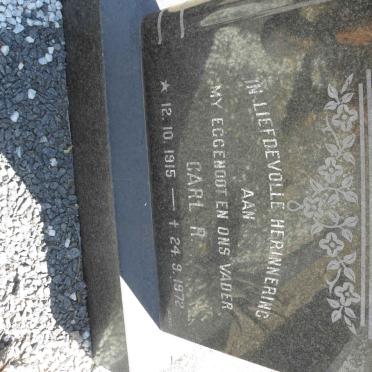 IN LIEFDEVOLLE HERINNERING
AAN
MY EGGENOOT EN ONS VADER
CARL R.
★ 12.10.1915 — † 24.9.1972